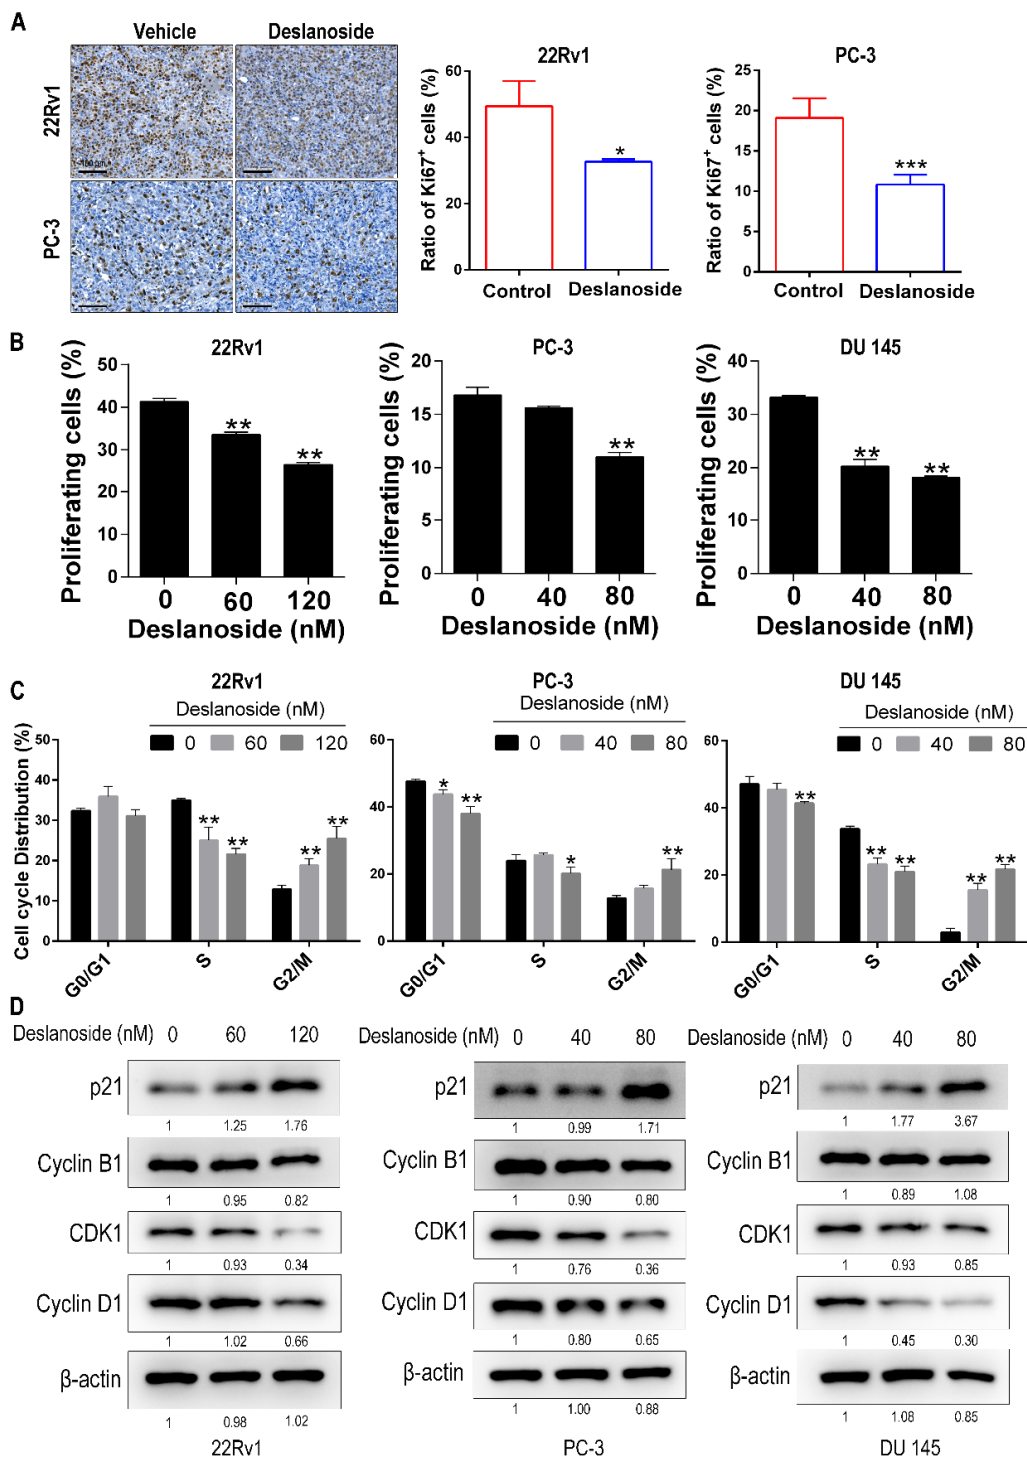 A
Vehicle Deslanoside
22Rv1
PC-3
100 µm
22Rv1
Ratio of Ki67+ cells (%)
60
40
20
0
*
Control Deslanoside
PC-3
Ratio of Ki67+ cells (%)
25
20
15
10
5
0
***
Control Deslanoside
B
22Rv1
Proliferating cells (%)
50
40
30
20
10
0
** **
0 60 120
Deslanoside (nM)
PC-3
Proliferating cells (%)
20
15
10
5
0
**
0 40 80
Deslanoside (nM)
DU 145
Proliferating cells (%)
40
30
20
10
0
** **
0 40 80
Deslanoside (nM)
C
22Rv1
Deslanoside (nM)
0 60 120
Cell cycle Distribution (%)
50
40
30
20
10
0
** ** ** **
G0/G1 S G2/M
PC-3
Deslanoside (nM)
0 40 80
60
40
20
0
* ** * **
G0/G1 S G2/M
DU 145
Deslanoside (nM)
0 40 80
60
40
20
0
** ** ** ** **
G0/G1 S G2/M
D
Deslanoside (nM) 0 60 120
p21
1 1.25 1.76
Cyclin B1
1 0.95 0.82
CDK1
1 0.93 0.34
Cyclin D1
1 1.02 0.66
β-actin
1 0.98 1.02
22Rv1
Deslanoside (nM) 0 40 80
p21
1 0.99 1.71
Cyclin B1
1 0.90 0.80
CDK1
1 0.76 0.36
Cyclin D1
1 0.80 0.65
β-actin
1 1.00 0.88
PC-3
Deslanoside (nM) 0 40 80
p21
1 1.77 3.67
Cyclin B1
1 0.89 1.08
CDK1
1 0.93 0.85
Cyclin D1
1 0.45 0.30
β-actin
1 1.08 0.85
DU 145